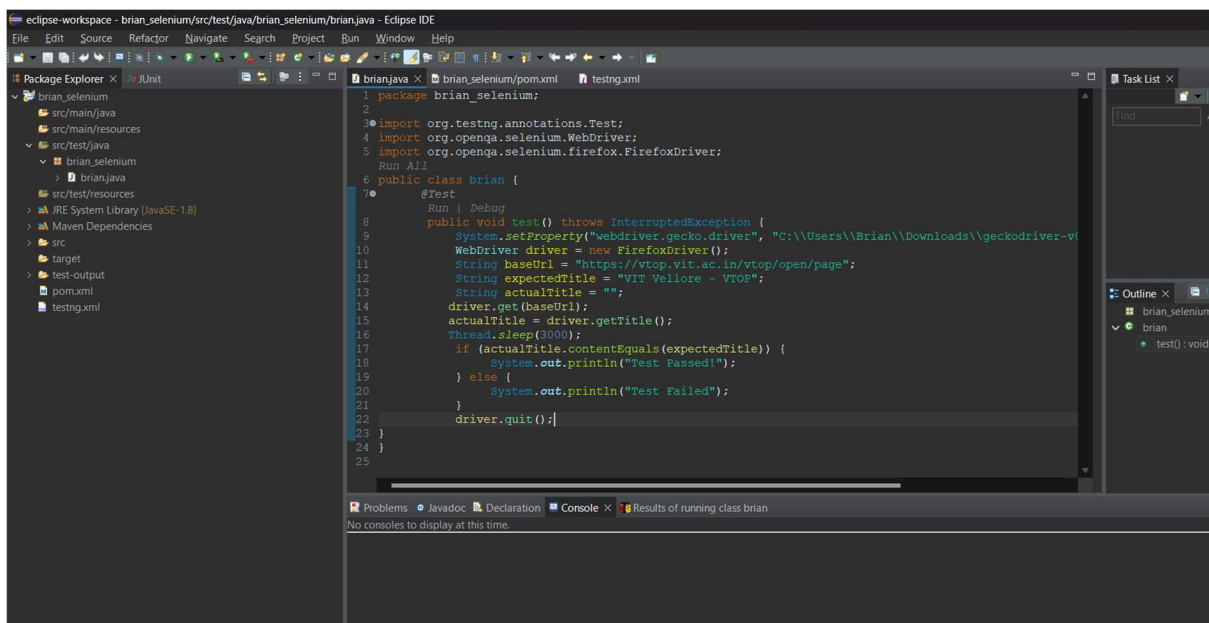 eclipse-workspace - brian_selenium/src/test/java/brian_selenium/brian.java - Eclipse IDE
File Edit Source Refactor Navigate Search Project Run Window Help
Package Explorer × JUnit
brian_selenium
src/main/java
src/main/resources
src/test/java
brian_selenium
brian.java
src/test/resources
JRE System Library [JavaSE-1.8]
Maven Dependencies
src
target
test-output
pom.xml
testng.xml
brian.java × brian_selenium/pom.xml testng.xml
1 package brian_selenium;
2
3 import org.testng.annotations.Test;
4 import org.openqa.selenium.WebDriver;
5 import org.openqa.selenium.firefox.FirefoxDriver;
Run All
6 public class brian {
7 @Test
Run | Debug
8 public void test() throws InterruptedException {
9 System.setProperty("webdriver.gecko.driver", "C:\\Users\\Brian\\Downloads\\geckodriver-v0
10 WebDriver driver = new FirefoxDriver();
11 String baseUrl = "https://vtop.vit.ac.in/vtop/open/page";
12 String expectedTitle = "VIT Vellore - VTOP";
13 String actualTitle = "";
14 driver.get(baseUrl);
15 actualTitle = driver.getTitle();
16 Thread.sleep(3000);
17 if (actualTitle.contentEquals(expectedTitle)) {
18 System.out.println("Test Passed!");
19 } else {
20 System.out.println("Test Failed");
21 }
22 driver.quit();
23 }
24 }
25
Task List ×
Find
Outline ×
brian_selenium
brian
test() : void
Problems Javadoc Declaration Console × Results of running class brian
No consoles to display at this time.